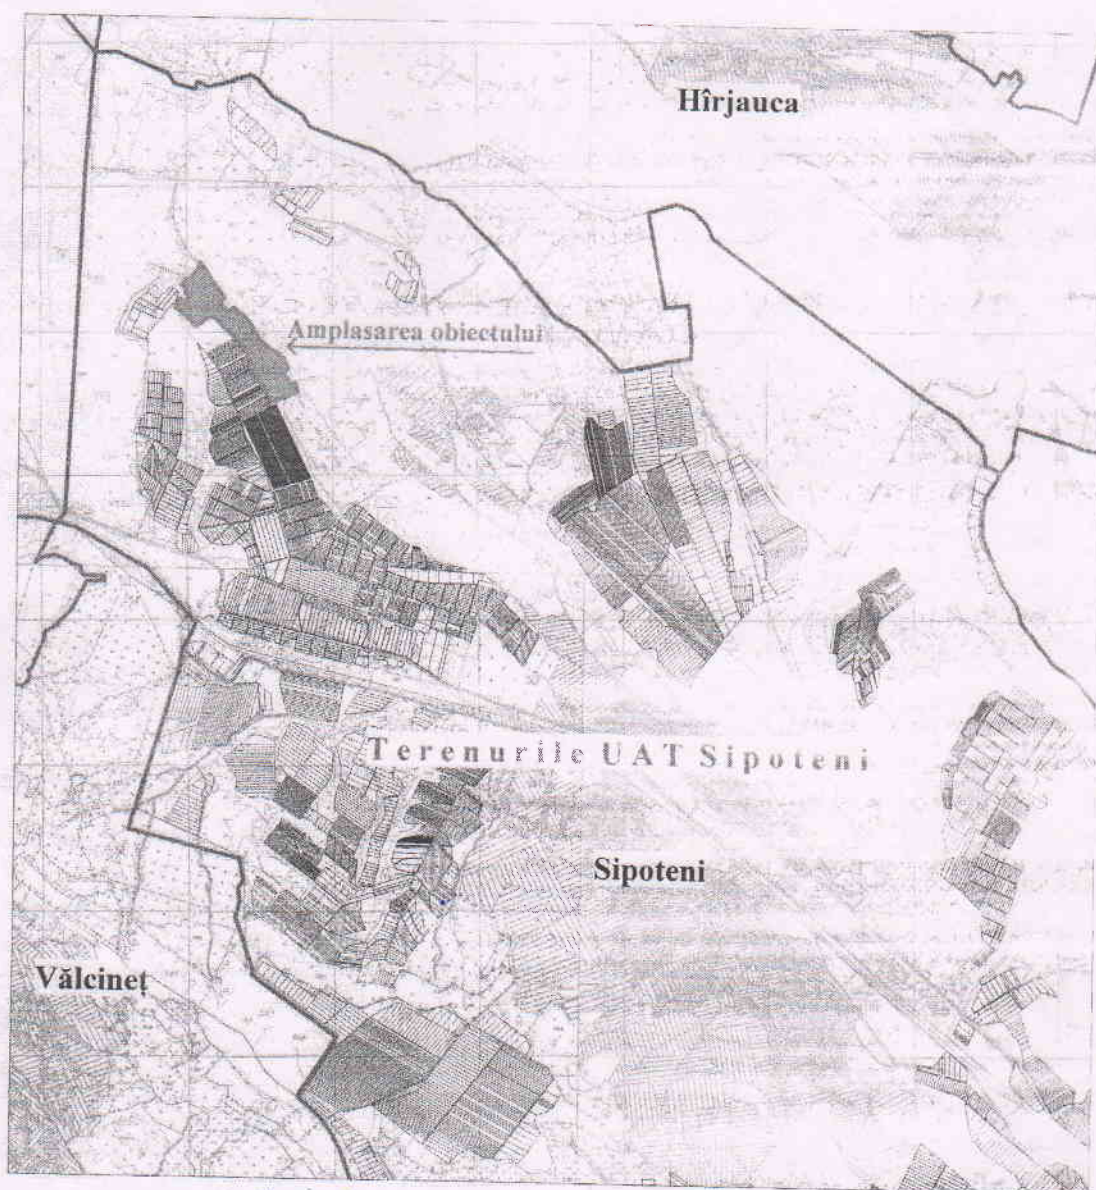 Hîrjauca
Amplasarea obiectului
Terenurile UAT Sipoteni
Sipoteni
Vălcineț